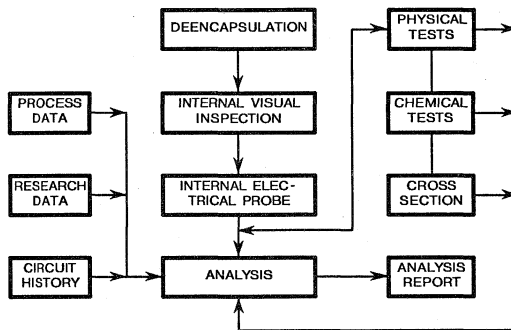 DEENCAPSULATION
PHYSICAL
TESTS
PROCESS
DATA
INTERNAL VISUAL
INSPECTION
CHEMICAL
TESTS
RESEARCH
DATA
INTERNAL ELEC-
TRICAL PROBE
CROSS
SECTION
CIRCUIT
HISTORY
ANALYSIS
ANALYSIS
REPORT